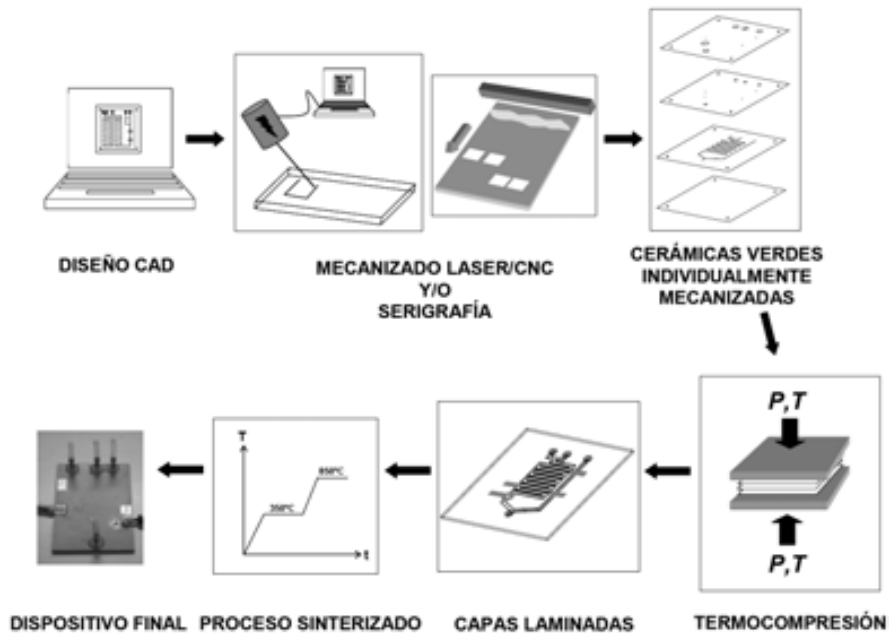 DISEÑO CAD
MECANIZADO LASER/CNC
Y/O
SERIGRAFÍA
CERÁMICAS VERDES
INDIVIDUALMENTE
MECANIZADAS
P,T
P,T
TERMOCOMPRESIÓN
CAPAS LAMINADAS
T
850ºC
350ºC
t
PROCESO SINTERIZADO
DISPOSITIVO FINAL